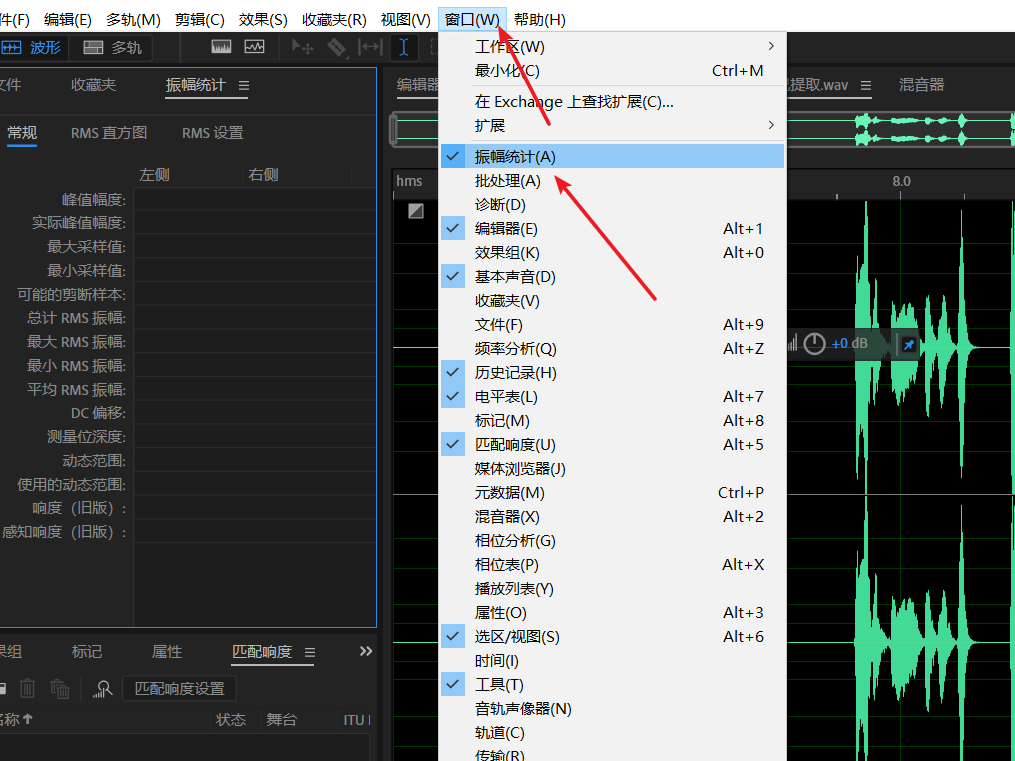 件(F) 编辑(E) 多轨(M) 剪辑(C) 效果(S) 收藏夹(R) 视图(V) 窗口(W) 帮助(H)
波形 多轨
文件 收藏夹 振幅统计
编辑器 提取.wav 混音器
常规 RMS 直方图 RMS 设置
左侧 右侧
峰值幅度:
实际峰值幅度:
最大采样值:
最小采样值:
可能的剪断样本:
总计 RMS 振幅:
最大 RMS 振幅:
最小 RMS 振幅:
平均 RMS 振幅:
DC 偏移:
测量位深度:
动态范围:
使用的动态范围:
响度（旧版）:
感知响度（旧版）:
果组 标记 属性 匹配响度
匹配响度设置
名称 状态 舞台 ITU
工作区(W)
最小化(C) Ctrl+M
在 Exchange 上查找扩展(C)...
扩展
振幅统计(A)
批处理(A)
诊断(D)
编辑器(E) Alt+1
效果组(K) Alt+0
基本声音(D)
收藏夹(V)
文件(F) Alt+9
频率分析(Q) Alt+Z
历史记录(H)
电平表(L) Alt+7
标记(M) Alt+8
匹配响度(U) Alt+5
媒体浏览器(J)
元数据(M) Ctrl+P
混音器(X) Alt+2
相位分析(G)
相位表(P) Alt+X
播放列表(Y)
属性(O) Alt+3
选区/视图(S) Alt+6
时间(I)
工具(T)
音轨声像器(N)
轨道(C)
传输(R)
hms 8.0
+0 dB